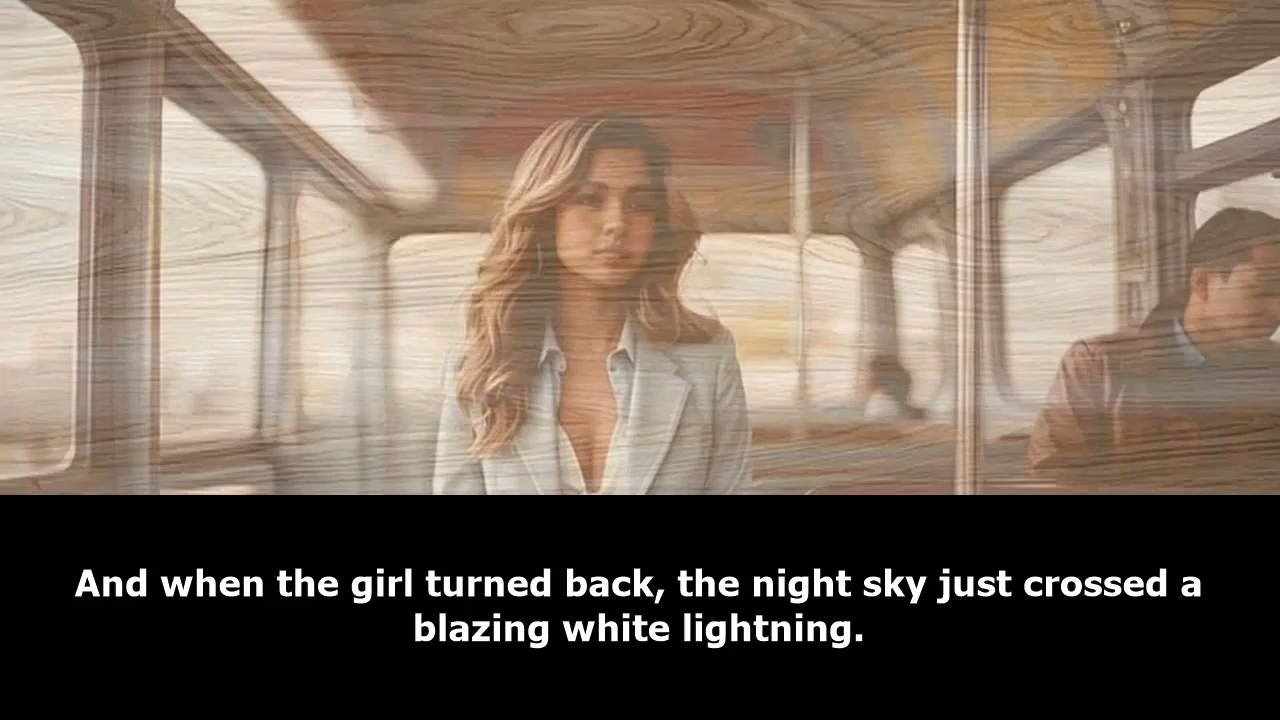 And when the girl turned back, the night sky just crossed a
blazing white lightning.